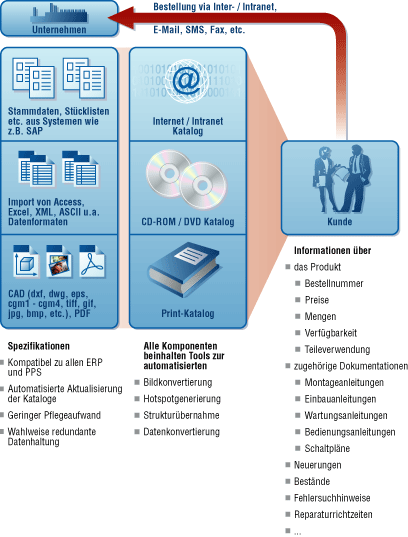 Bestellung via Inter- / Intranet,
E-Mail, SMS, Fax, etc.
Unternehmen
Stammdaten, Stücklisten
etc. aus Systemen wie
z.B. SAP
Import von Access,
Excel, XML, ASCII u.a.
Datenformaten
CAD (dxf, dwg, eps,
cgm1 - cgm4, tiff, gif,
jpg, bmp, etc.), PDF
@
Internet / Intranet
Katalog
CD-ROM / DVD Katalog
Print-Katalog
Kunde
Spezifikationen
Kompatibel zu allen ERP
und PPS
Automatisierte Aktualisierung
der Kataloge
Geringer Pflegeaufwand
Wahlweise redundante
Datenhaltung
Alle Komponenten
beinhalten Tools zur
automatisierten
Bildkonvertierung
Hotspotgenerierung
Strukturübernahme
Datenkonvertierung
Informationen über
das Produkt
Bestellnummer
Preise
Mengen
Verfügbarkeit
Teileverwendung
zugehörige Dokumentationen
Montageanleitungen
Einbauanleitungen
Wartungsanleitungen
Bedienungsanleitungen
Schaltpläne
Neuerungen
Bestände
Fehlersuchhinweise
Reparaturrichtzeiten
...